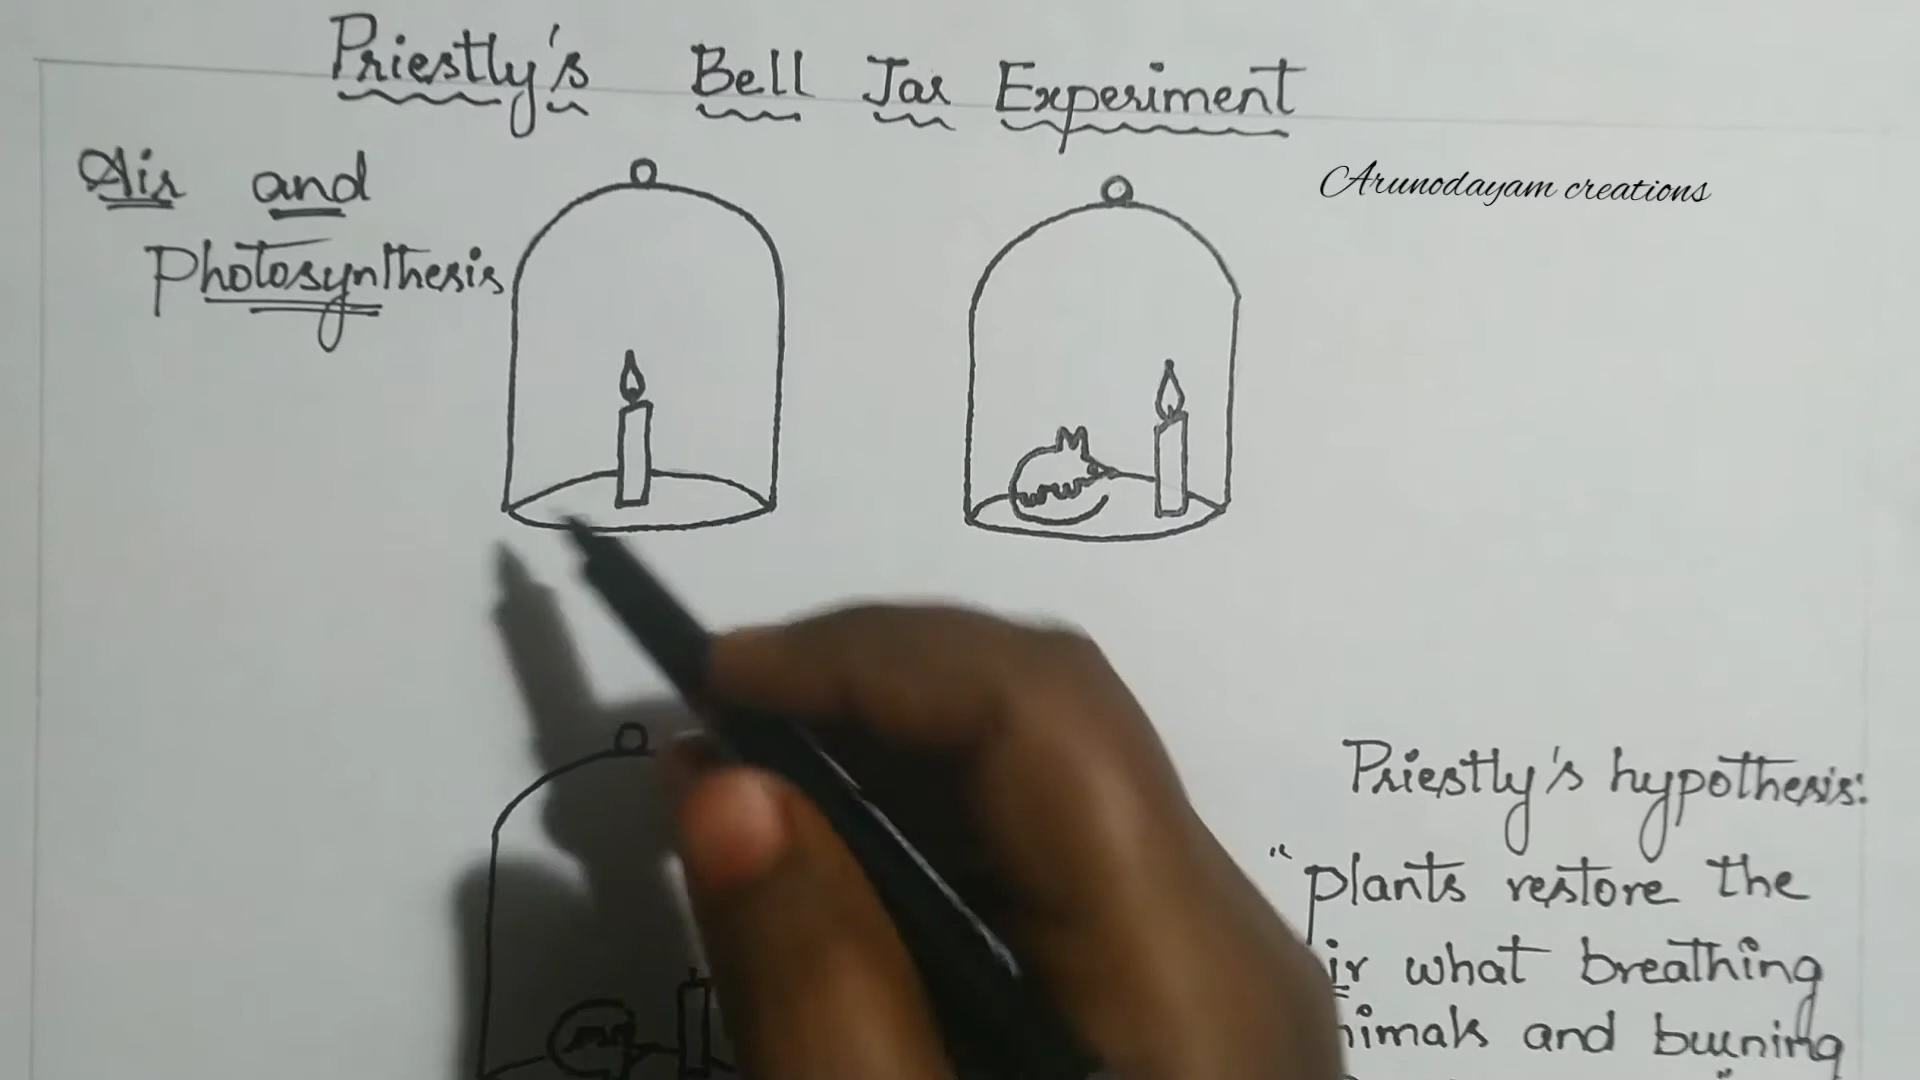 Priestly's Bell Jar Experiment
Air and
Photosynthesis
Arunodayam creations
Priestly's hypothesis:
"plants restore the
what breathing
and burning